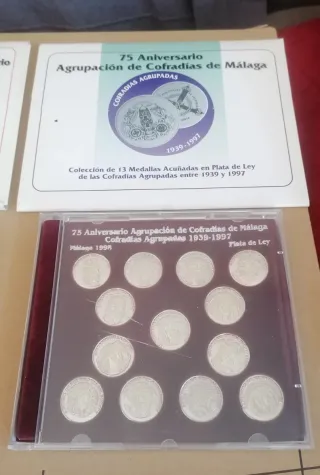 75 Aniversario
Agrupación de Cofradías de Málaga
COFRADIAS AGRUPADAS
1939-1997
Colección de 13 Medallas Acuñadas en Plata de Ley
de las Cofradías Agrupadas entre 1939 y 1997
75 Aniversario Agrupación de Cofradías de Málaga
Cofradías Agrupadas 1939-1997
Málaga 1998
Plata de Ley